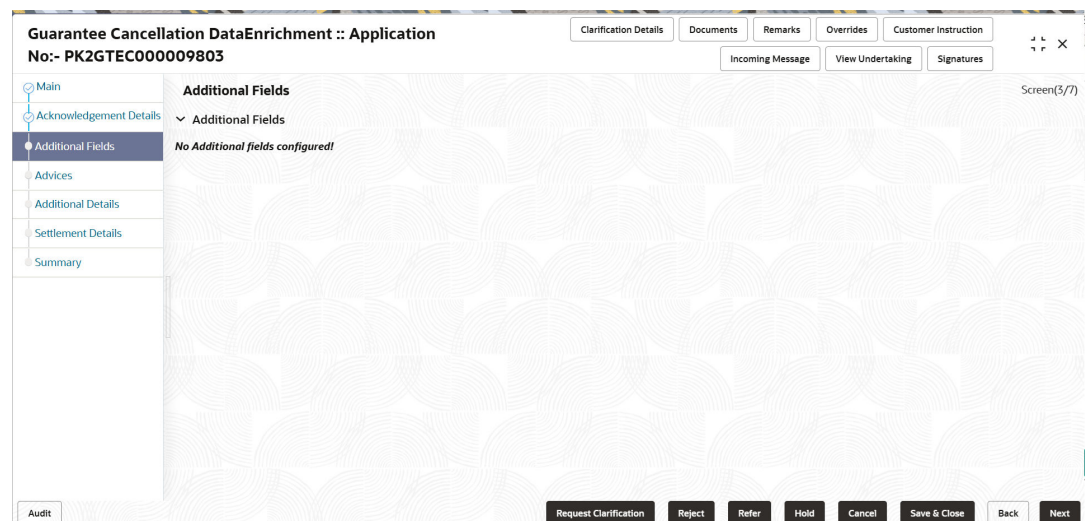 Guarantee Cancellation DataEnrichment :: Application
No:- PK2GTEC000009803
Clarification Details
Documents
Remarks
Overrides
Customer Instruction
Incoming Message
View Undertaking
Signatures
Main
Acknowledgement Details
Additional Fields
Advices
Additional Details
Settlement Details
Summary
Additional Fields
Screen(3/7)
Additional Fields
No Additional fields configured!
Audit
Request Clarification
Reject
Refer
Hold
Cancel
Save & Close
Back
Next